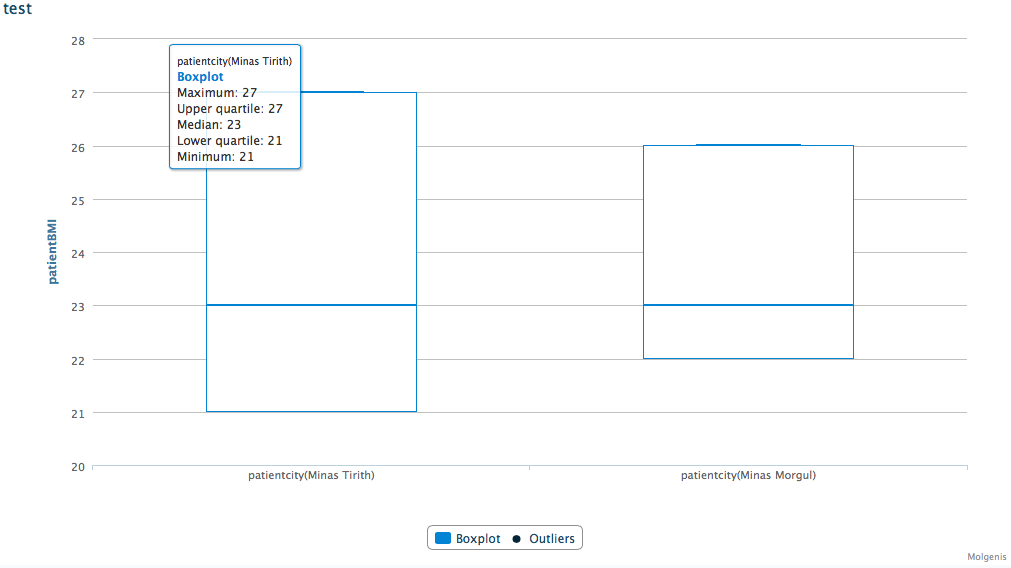 test
28
27
26
25
24
23
22
21
20
patientBMI
patientcity(Minas Tirith)
Boxplot
Maximum: 27
Upper quartile: 27
Median: 23
Lower quartile: 21
Minimum: 21
patientcity(Minas Tirith)
patientcity(Minas Morgul)
Boxplot
Outliers
Molgenis